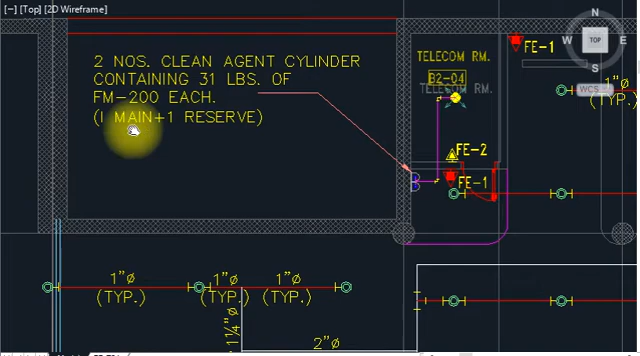 [−] [Top] [2D Wireframe]
2 NOS. CLEAN AGENT CYLINDER
CONTAINING 31 LBS. OF
FM-200 EACH.
(1 MAIN+1 RESERVE)
TELECOM RM.
B2-04
TELECOM RM.
FE-1
N
W
TOP
E
S
WCS
1"ø
(TYP.)
FE-2
FE-1
1"ø
(TYP.)
1"ø
(TYP.)
1"ø
(TYP.)
1¼"ø
2"ø